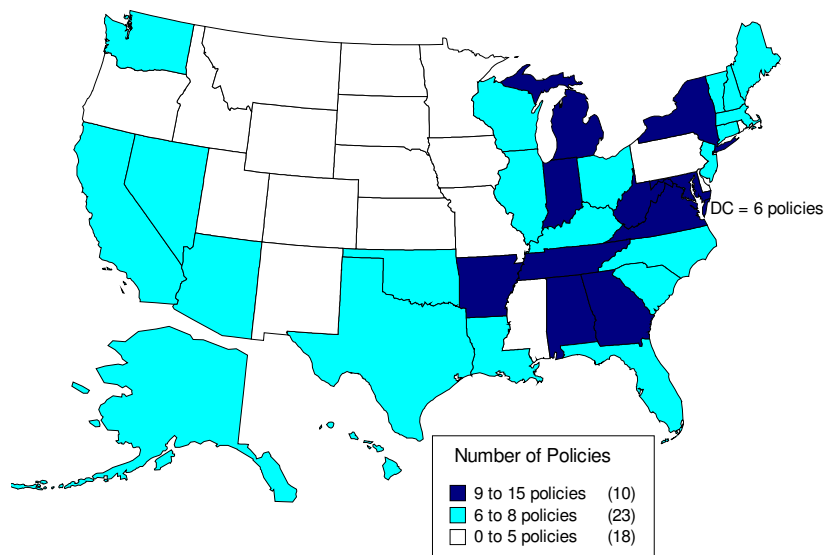 DC = 6 policies
Number of Policies
9 to 15 policies (10)
6 to 8 policies (23)
0 to 5 policies (18)